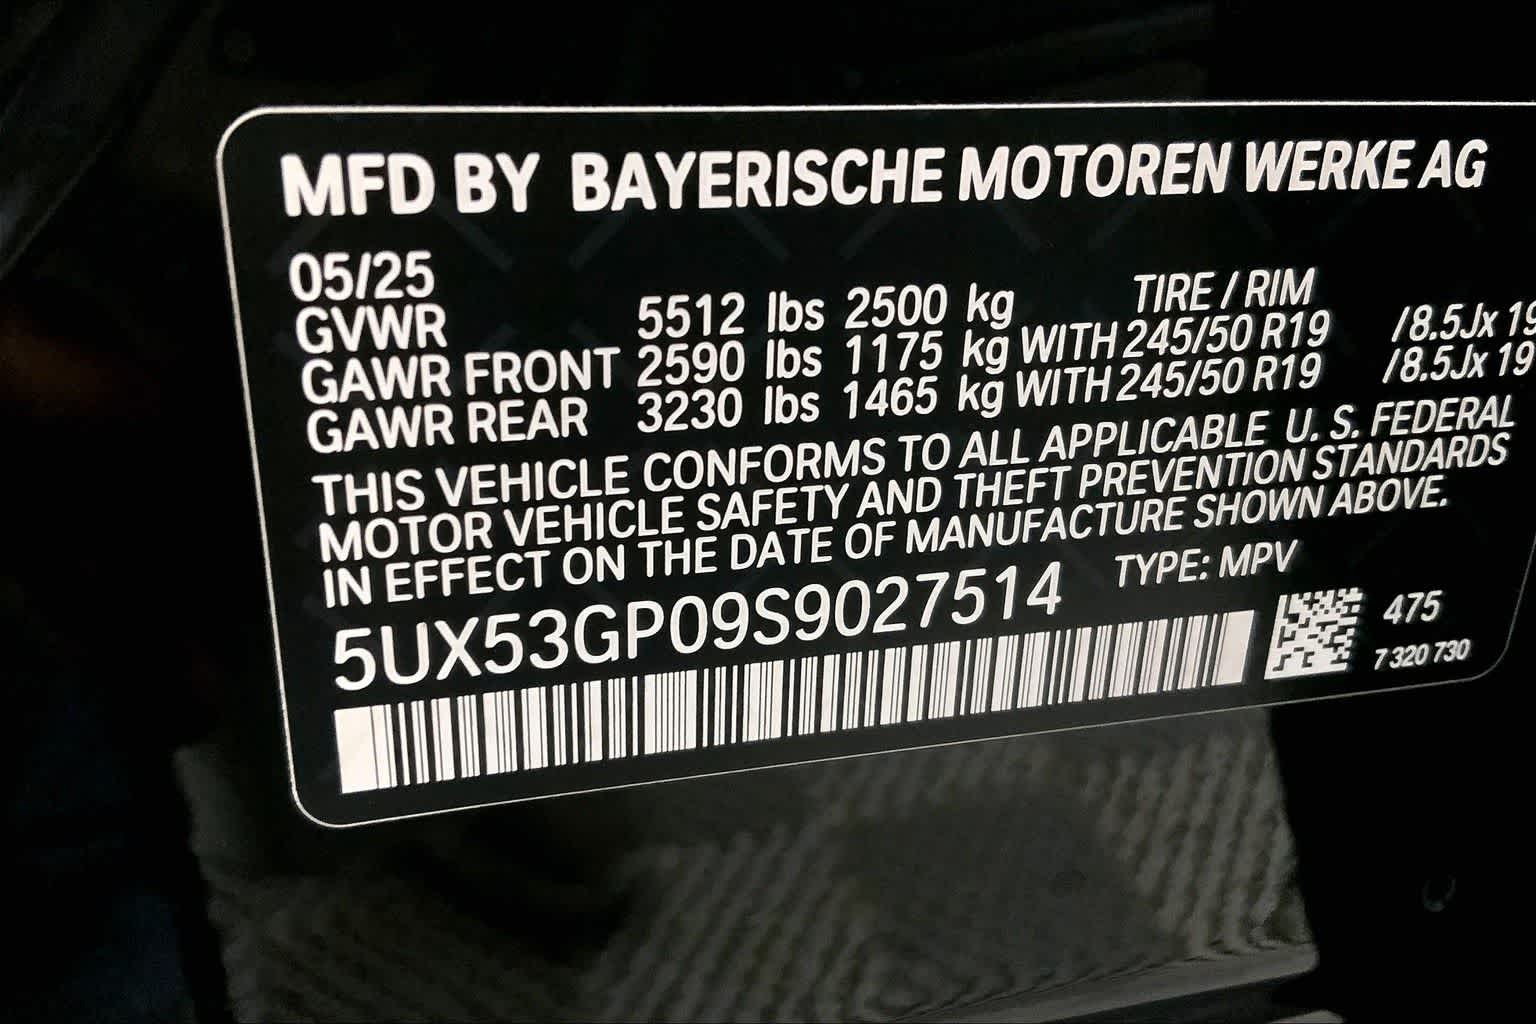 MFD BY BAYERISCHE MOTOREN WERKE AG
05/25 TIRE / RIM
GVWR 5512 lbs 2500 kg
GAWR FRONT 2590 lbs 1175 kg WITH 245/50 R19 /8.5Jx 19
GAWR REAR 3230 lbs 1465 kg WITH 245/50 R19 /8.5Jx 19
THIS VEHICLE CONFORMS TO ALL APPLICABLE U. S. FEDERAL
MOTOR VEHICLE SAFETY AND THEFT PREVENTION STANDARDS
IN EFFECT ON THE DATE OF MANUFACTURE SHOWN ABOVE.
5UX53GP09S9027514 TYPE: MPV
475
7 320 730